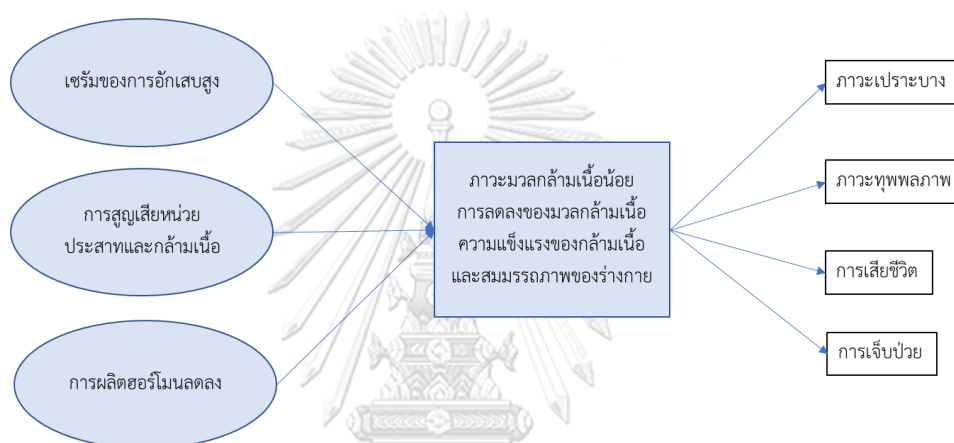 เซรัมของการอักเสบสูง
การสูญเสียหน่วย
ประสาทและกล้ามเนื้อ
การผลิตฮอร์โมนลดลง
ภาวะมวลกล้ามเนื้อน้อย
การลดลงของมวลกล้ามเนื้อ
ความแข็งแรงของกล้ามเนื้อ
และสมมรรถภาพของร่างกาย
ภาวะเปราะบาง
ภาวะทุพพลภาพ
การเสียชีวิต
การเจ็บป่วย